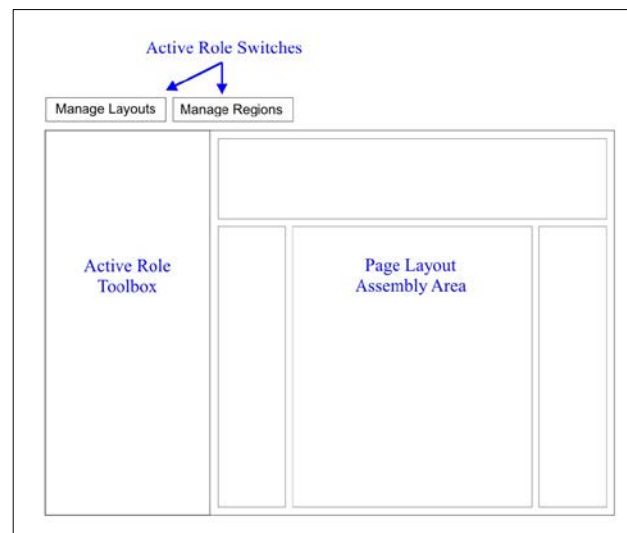 Active Role Switches
Manage Layouts
Manage Regions
Active Role
Toolbox
Page Layout
Assembly Area